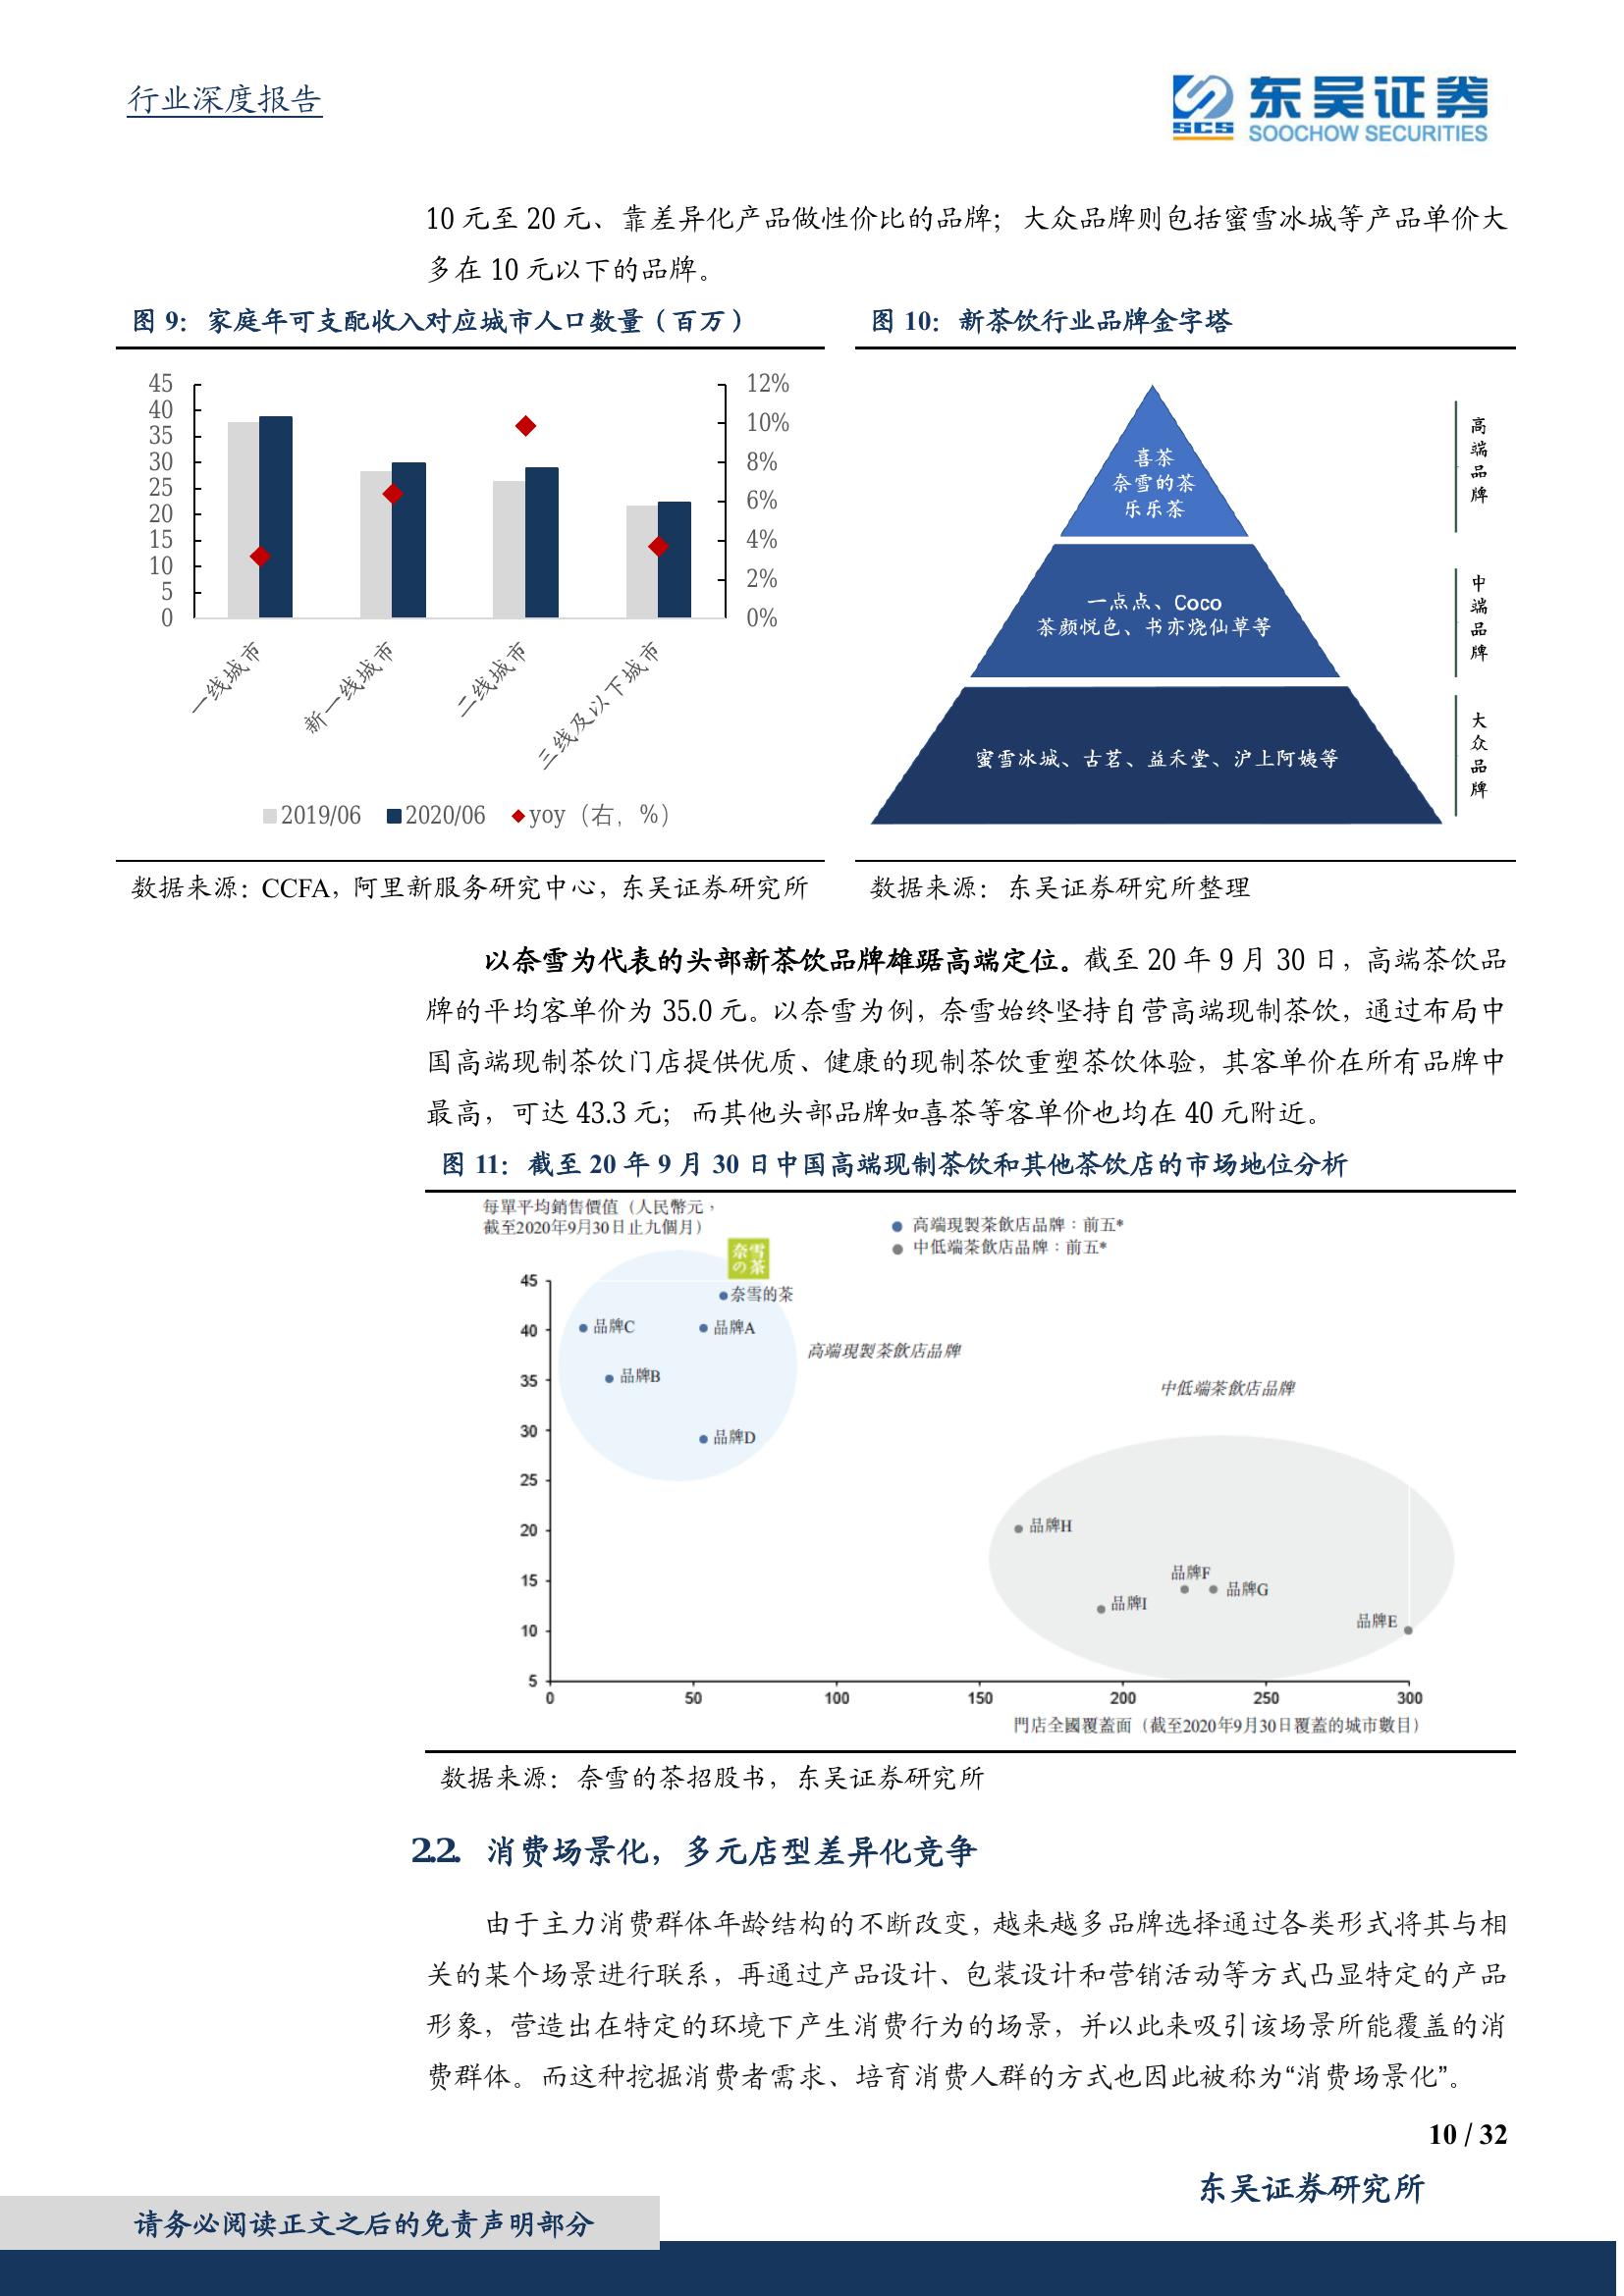 行业深度报告
SCS
东吴证券
SOOCHOW SECURITIES
10 元至 20 元、靠差异化产品做性价比的品牌；大众品牌则包括蜜雪冰城等产品单价大
多在 10 元以下的品牌。
图 9：家庭年可支配收入对应城市人口数量（百万）
45
40
35
30
25
20
15
10
5
0
12%
10%
8%
6%
4%
2%
0%
一线城市
新一线城市
二线城市
三线及以下城市
2019/06
2020/06
yoy（右，%）
数据来源：CCFA，阿里新服务研究中心，东吴证券研究所
图 10：新茶饮行业品牌金字塔
喜茶
奈雪的茶
乐乐茶
高端品牌
一点点、Coco
茶颜悦色、书亦烧仙草等
中端品牌
蜜雪冰城、古茗、益禾堂、沪上阿姨等
大众品牌
数据来源：东吴证券研究所整理
以奈雪为代表的头部新茶饮品牌雄踞高端定位。截至 20 年 9 月 30 日，高端茶饮品
牌的平均客单价为 35.0 元。以奈雪为例，奈雪始终坚持自营高端现制茶饮，通过布局中
国高端现制茶饮门店提供优质、健康的现制茶饮重塑茶饮体验，其客单价在所有品牌中
最高，可达 43.3 元；而其他头部品牌如喜茶等客单价也均在 40 元附近。
图 11：截至 20 年 9 月 30 日中国高端现制茶饮和其他茶饮店的市场地位分析
每單平均銷售價值（人民幣元，
截至2020年9月30日止九個月）
高端現製茶飲店品牌：前五*
中低端茶飲店品牌：前五*
奈雪
の茶
奈雪的茶
品牌C
品牌A
品牌B
品牌D
高端現製茶飲店品牌
中低端茶飲店品牌
品牌H
品牌F
品牌G
品牌I
品牌E
45
40
35
30
25
20
15
10
5
0
50
100
150
200
250
300
門店全國覆蓋面（截至2020年9月30日覆蓋的城市數目）
数据来源：奈雪的茶招股书，东吴证券研究所
2.2. 消费场景化，多元店型差异化竞争
由于主力消费群体年龄结构的不断改变，越来越多品牌选择通过各类形式将其与相
关的某个场景进行联系，再通过产品设计、包装设计和营销活动等方式凸显特定的产品
形象，营造出在特定的环境下产生消费行为的场景，并以此来吸引该场景所能覆盖的消
费群体。而这种挖掘消费者需求、培育消费人群的方式也因此被称为“消费场景化”。
10 / 32
东吴证券研究所
请务必阅读正文之后的免责声明部分